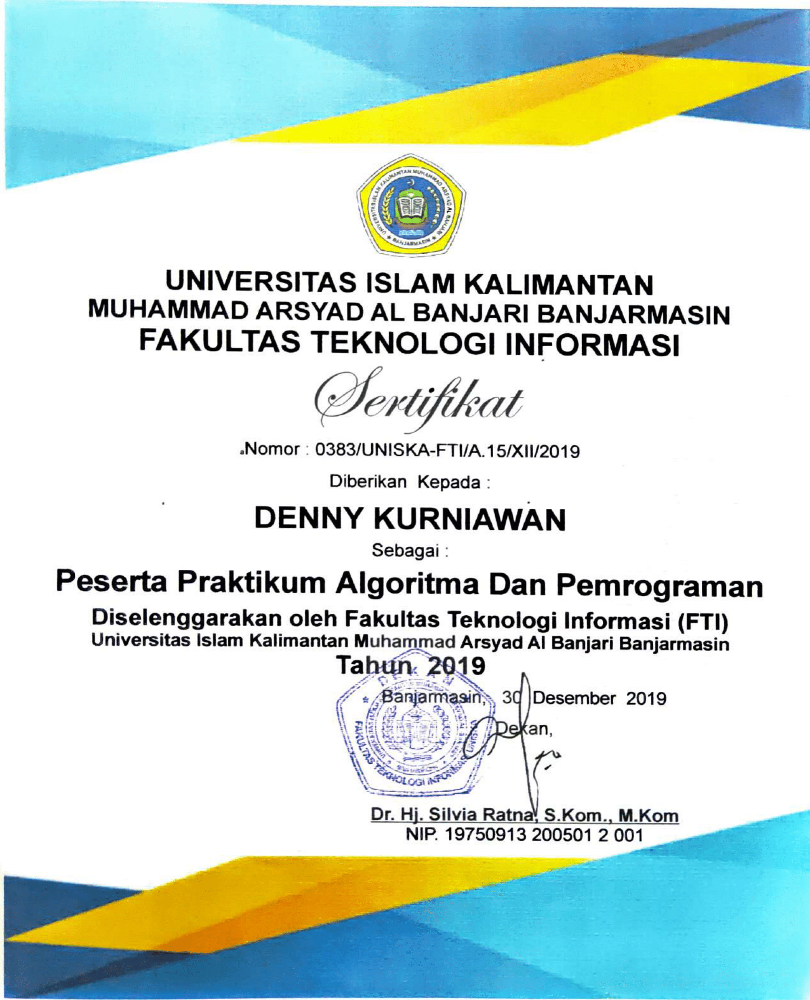 UNIVERSITAS ISLAM KALIMANTAN MUHAMMAD ARSYAD AL BANJARI
★ BANJARMASIN ★
UNIVERSITAS ISLAM KALIMANTAN
MUHAMMAD ARSYAD AL BANJARI BANJARMASIN
FAKULTAS TEKNOLOGI INFORMASI
Sertifikat
Nomor : 0383/UNISKA-FTI/A.15/XII/2019
Diberikan Kepada :
DENNY KURNIAWAN
Sebagai :
Peserta Praktikum Algoritma Dan Pemrograman
Diselenggarakan oleh Fakultas Teknologi Informasi (FTI)
Universitas Islam Kalimantan Muhammad Arsyad Al Banjari Banjarmasin
Tahun 2019
DEKAN
Banjarmasin, 30 Desember 2019
Dekan,
FAKULTAS TEKNOLOGI INFORMASI UNISKA
Dr. Hj. Silvia Ratna, S.Kom., M.Kom
NIP. 19750913 200501 2 001